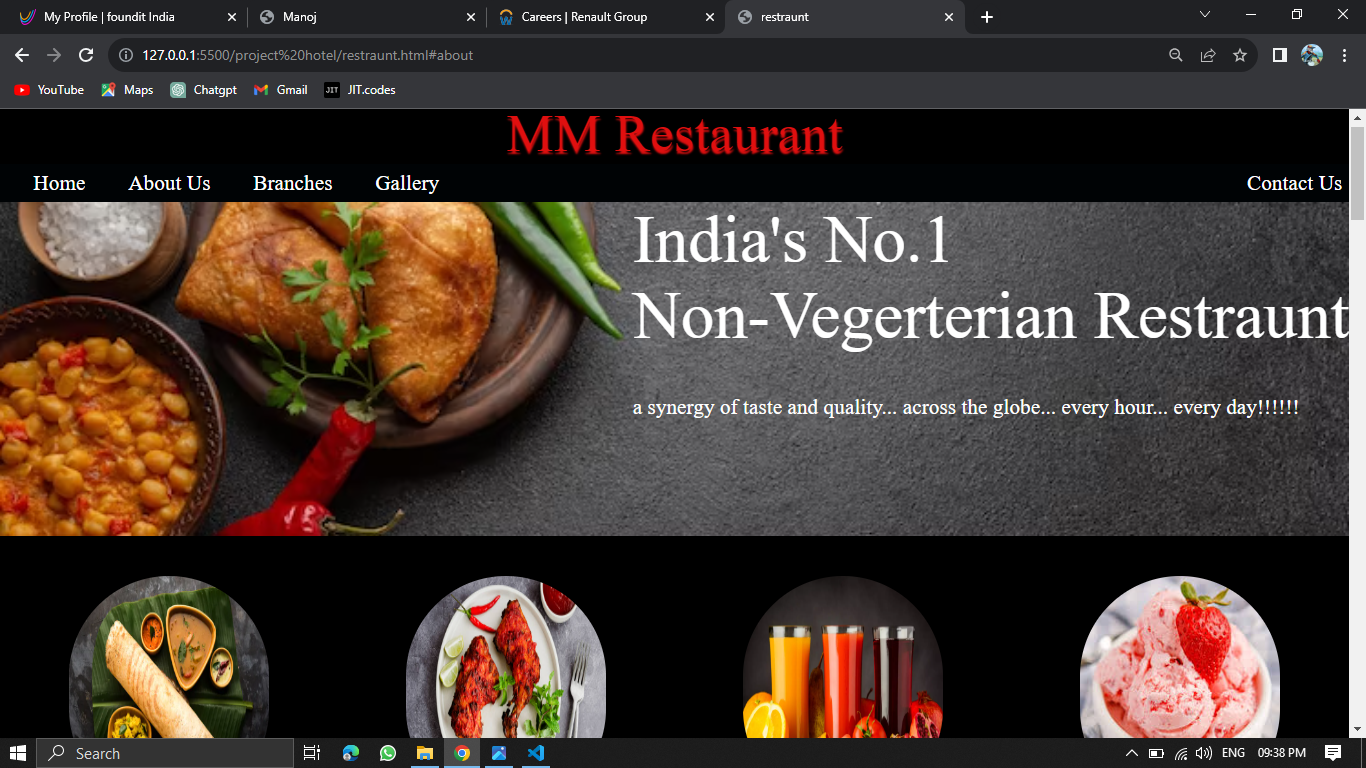 My Profile | foundit India
Manoj
Careers | Renault Group
restraunt
127.0.0.1:5500/project%20hotel/restraunt.html#about
YouTube
Maps
Chatgpt
Gmail
JIT
JIT.codes
MM Restaurant
Home
About Us
Branches
Gallery
Contact Us
India's No.1
Non-Vegerterian Restraunt
a synergy of taste and quality... across the globe... every hour... every day!!!!!!
Search
ENG
09:38 PM